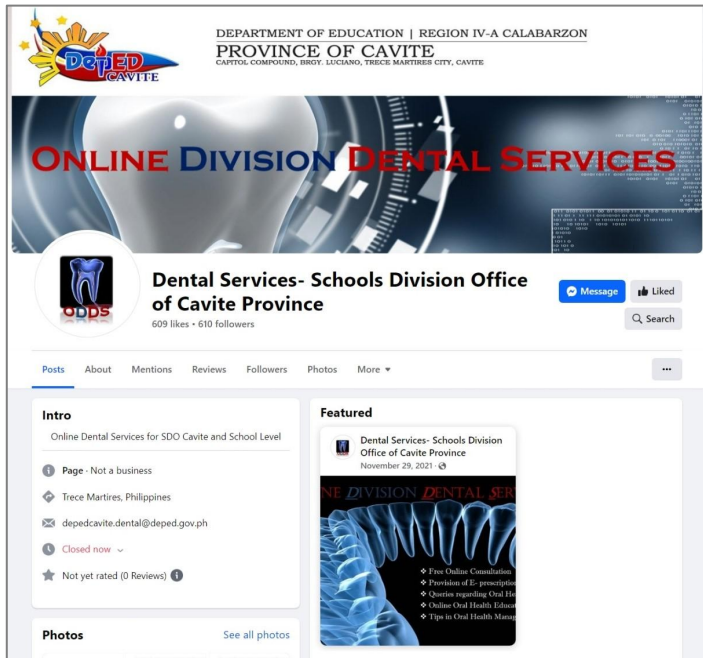 DepED
CAVITE
DEPARTMENT OF EDUCATION | REGION IV-A CALABARZON
PROVINCE OF CAVITE
CAPITOL COMPOUND, BRGY. LUCIANO, TRECE MARTIRES CITY, CAVITE
ONLINE DIVISION DENTAL SERVICES
ODDS
Dental Services- Schools Division Office
of Cavite Province
609 likes • 610 followers
Message
Liked
Search
Posts About Mentions Reviews Followers Photos More
Intro
Online Dental Services for SDO Cavite and School Level
Page · Not a business
Trece Martires, Philippines
depedcavite.dental@deped.gov.ph
Closed now
Not yet rated (0 Reviews)
Photos
See all photos
Featured
Dental Services- Schools Division
Office of Cavite Province
November 29, 2021
NE DIVISION DENTAL SER
❖ Free Online Consultation
❖ Provision of E- prescription
❖ Queries regarding Oral He
❖ Online Oral Health Educat
❖ Tips in Oral Health Manag